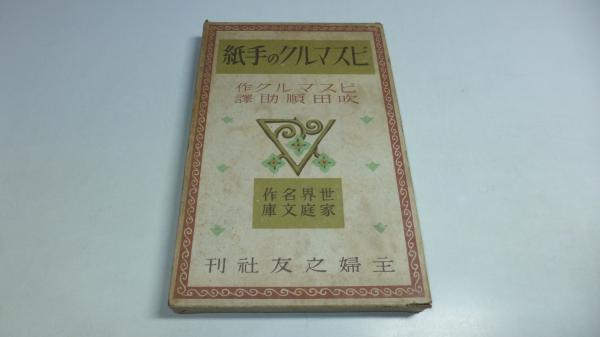 ビスマルクの手紙
ビスマルク作
吹田順助譯
世界名作
家庭文庫
主婦之友社刊